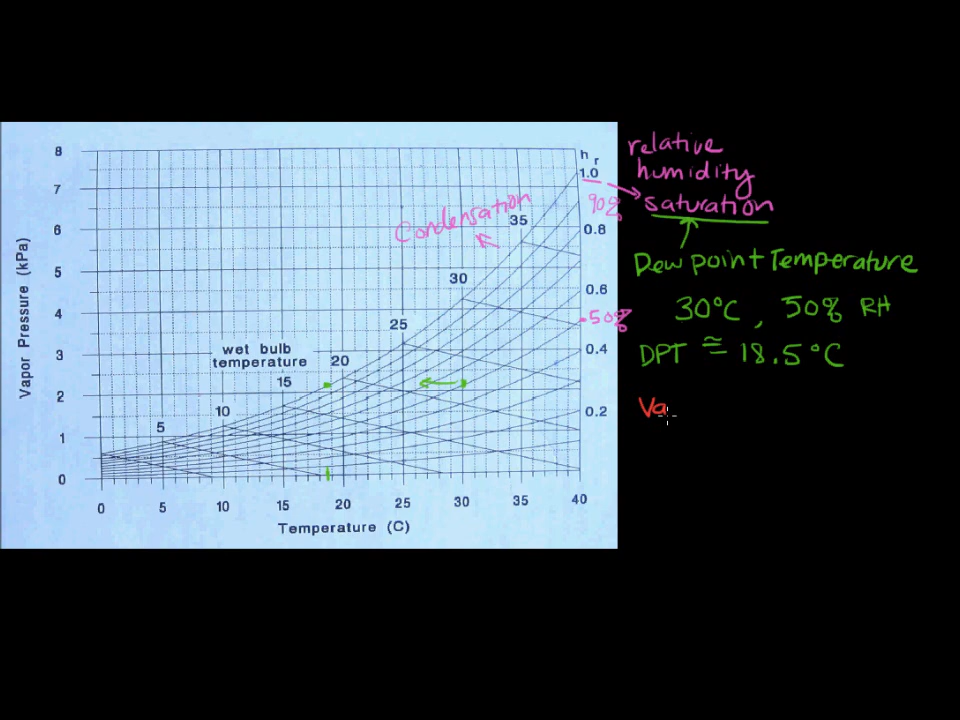 relative
humidity
saturation
Dew point Temperature
30°C, 50% RH
DPT ≅ 18.5°C
Va
h r
1.0
90%
0.8
0.6
50%
0.4
0.2
Condensation
35
30
25
wet bulb
temperature
20
15
10
5
Vapor Pressure (kPa)
8
7
6
5
4
3
2
1
0
0 5 10 15 20 25 30 35 40
Temperature (C)